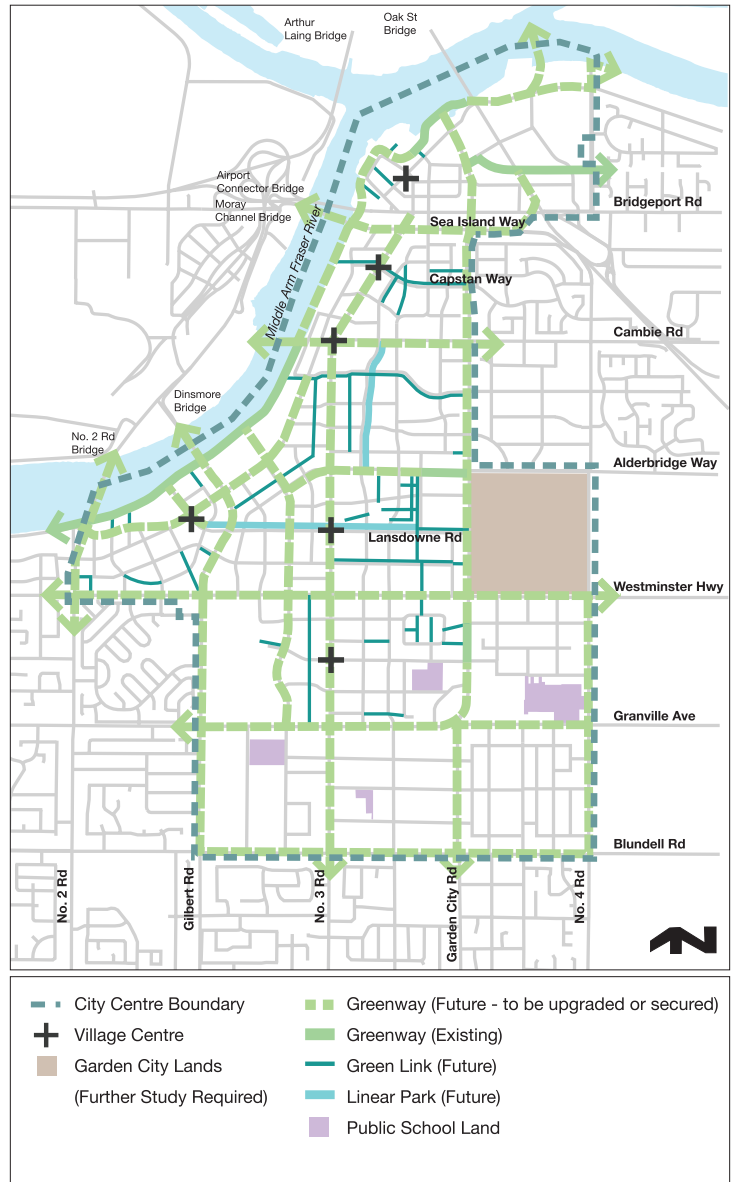 Arthur
Laing Bridge
Oak St
Bridge
Airport
Connector Bridge
Moray
Channel Bridge
Bridgeport Rd
Sea Island Way
Middle Arm Fraser River
Capstan Way
Cambie Rd
Dinsmore
Bridge
No. 2 Rd
Bridge
Alderbridge Way
Lansdowne Rd
Westminster Hwy
Granville Ave
Blundell Rd
No. 2 Rd
Gilbert Rd
No. 3 Rd
Garden City Rd
No. 4 Rd
N
City Centre Boundary
Village Centre
Garden City Lands
(Further Study Required)
Greenway (Future - to be upgraded or secured)
Greenway (Existing)
Green Link (Future)
Linear Park (Future)
Public School Land